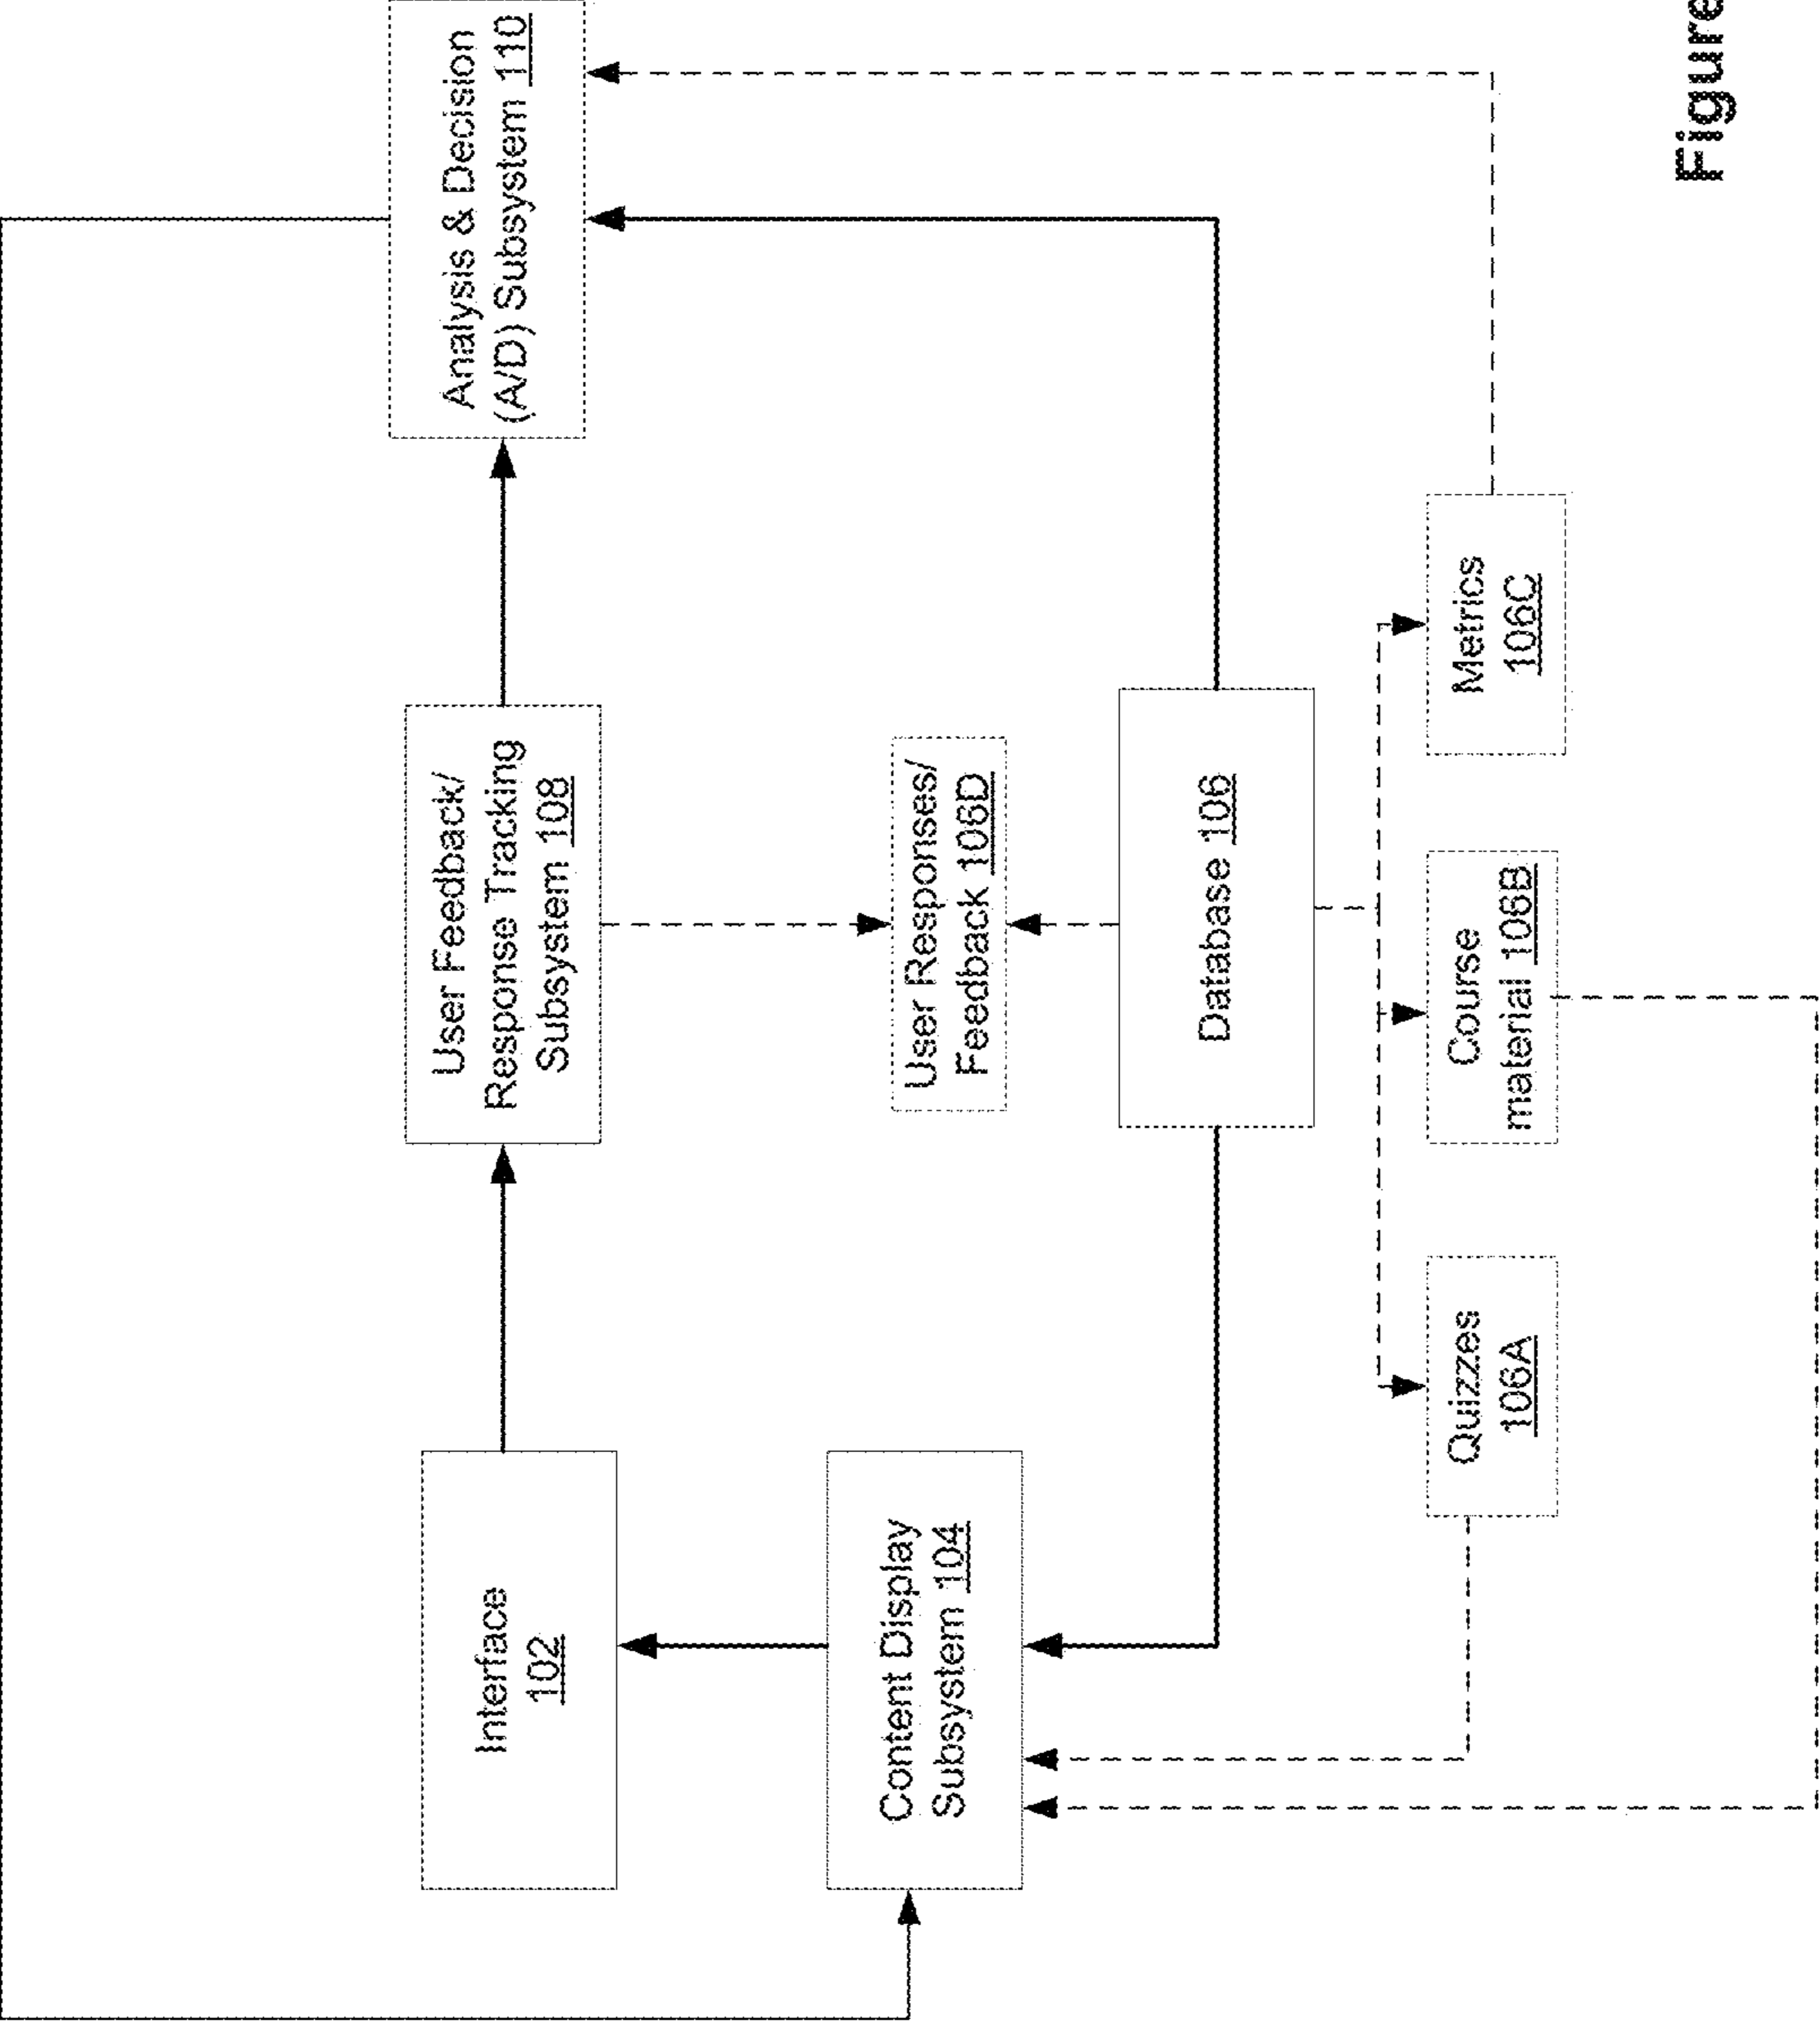 Interface
102
User Feedback/
Response Tracking
Subsystem 108
Analysis & Decision
(A/D) Subsystem 110
Content Display
Subsystem 104
User Responses/
Feedback 106D
Database 106
Quizzes
106A
Course
material 106B
Metrics
106C
Figure